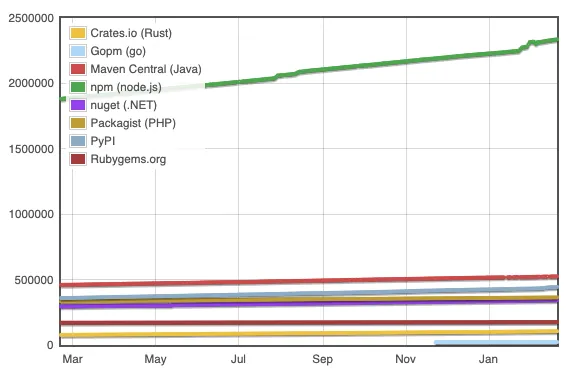 2500000
2000000
1500000
1000000
500000
0
Crates.io (Rust)
Gopm (go)
Maven Central (Java)
npm (node.js)
nuget (.NET)
Packagist (PHP)
PyPI
Rubygems.org
Mar May Jul Sep Nov Jan